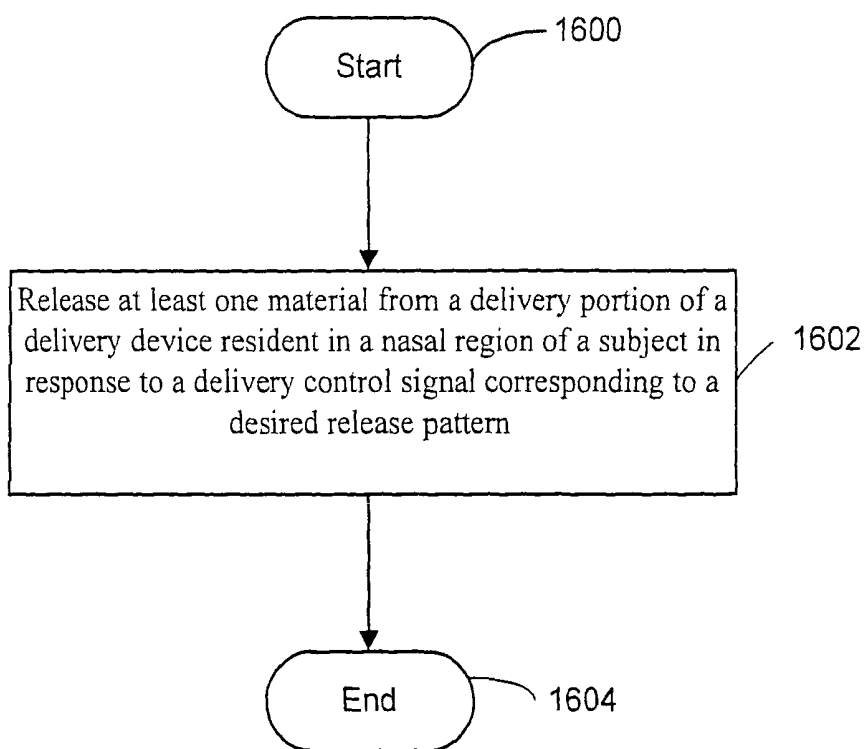 1600
Start
Release at least one material from a delivery portion of a
delivery device resident in a nasal region of a subject in
response to a delivery control signal corresponding to a
desired release pattern
1602
End
1604